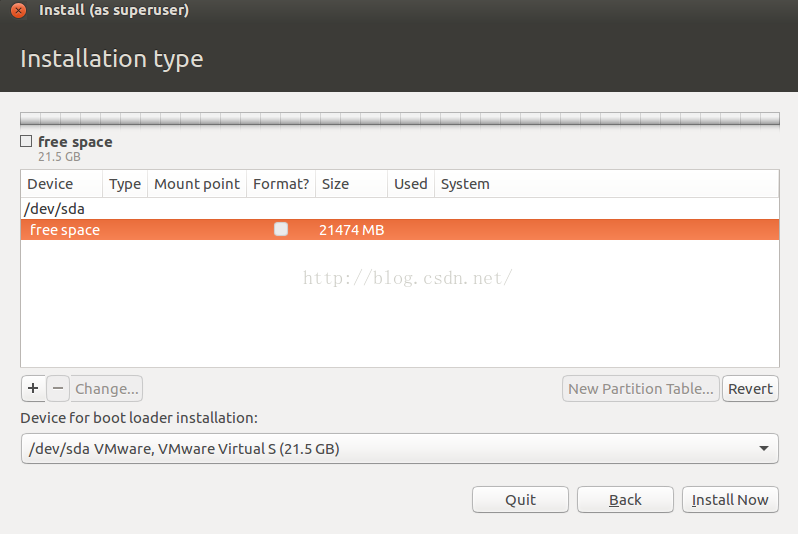 Install (as superuser)
Installation type
free space
21.5 GB
Device Type Mount point Format? Size Used System
/dev/sda
free space 21474 MB
http://blog.csdn.net/
+ − Change... New Partition Table... Revert
Device for boot loader installation:
/dev/sda VMware, VMware Virtual S (21.5 GB)
Quit Back Install Now